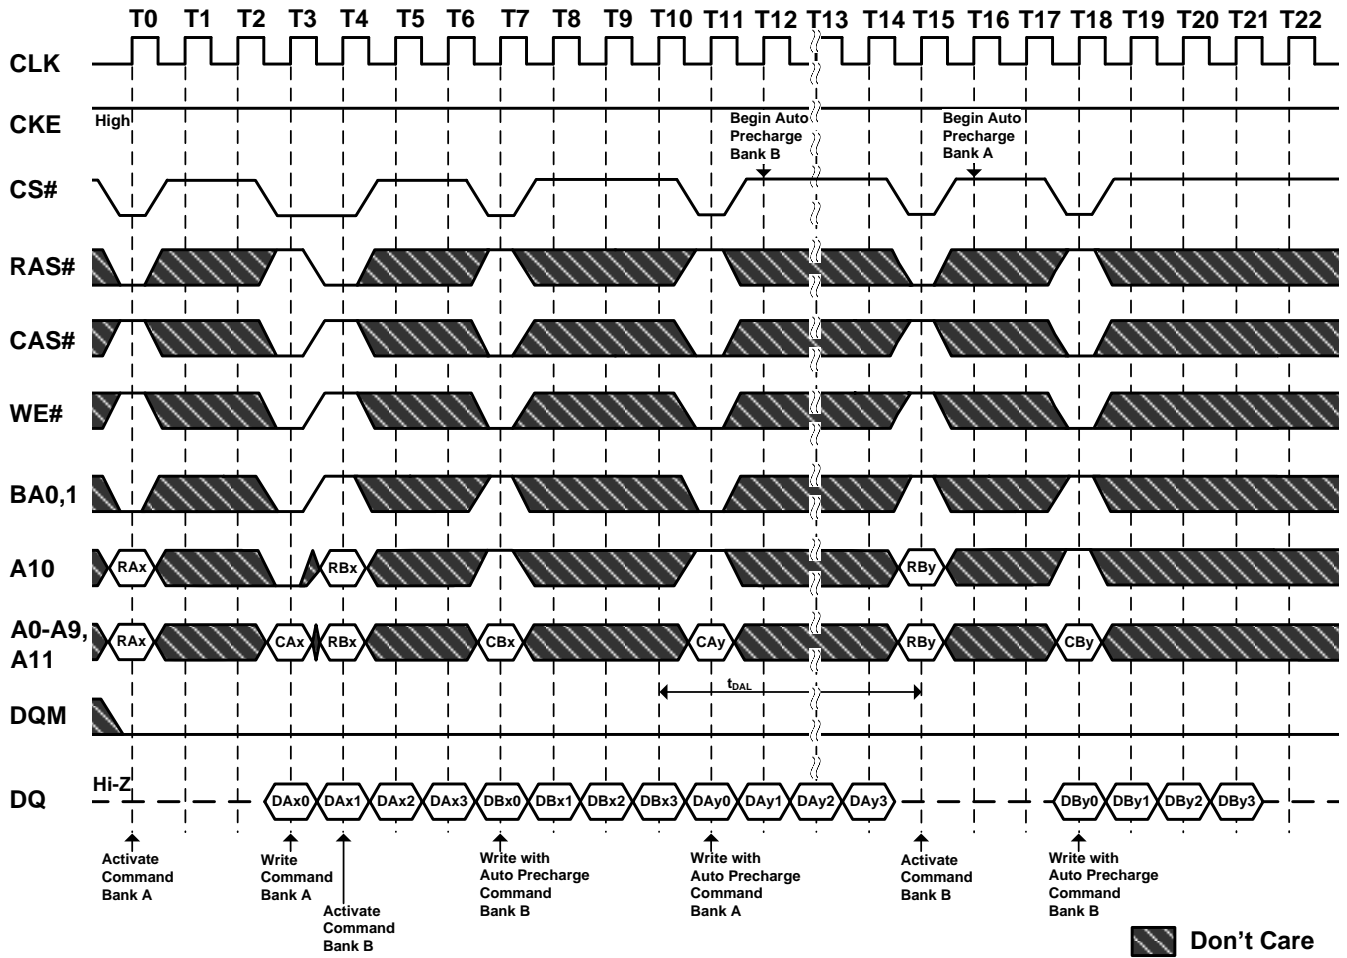 T0 T1 T2 T3 T4 T5 T6 T7 T8 T9 T10 T11 T12 T13 T14 T15 T16 T17 T18 T19 T20 T21 T22
CLK
CKE
High
Begin Auto
Precharge
Bank B
Begin Auto
Precharge
Bank A
CS#
RAS#
CAS#
WE#
BA0,1
A10
RAx RBx RBy
A0-A9,
A11
RAx CAx RBx CBx CAy RBy CBy
tDAL
DQM
Hi-Z
DQ
DAx0 DAx1 DAx2 DAx3 DBx0 DBx1 DBx2 DBx3 DAy0 DAy1 DAy2 DAy3 DBy0 DBy1 DBy2 DBy3
Activate
Command
Bank A
Write
Command
Bank A
Activate
Command
Bank B
Write with
Auto Precharge
Command
Bank B
Write with
Auto Precharge
Command
Bank A
Activate
Command
Bank B
Write with
Auto Precharge
Command
Bank B
Don't Care